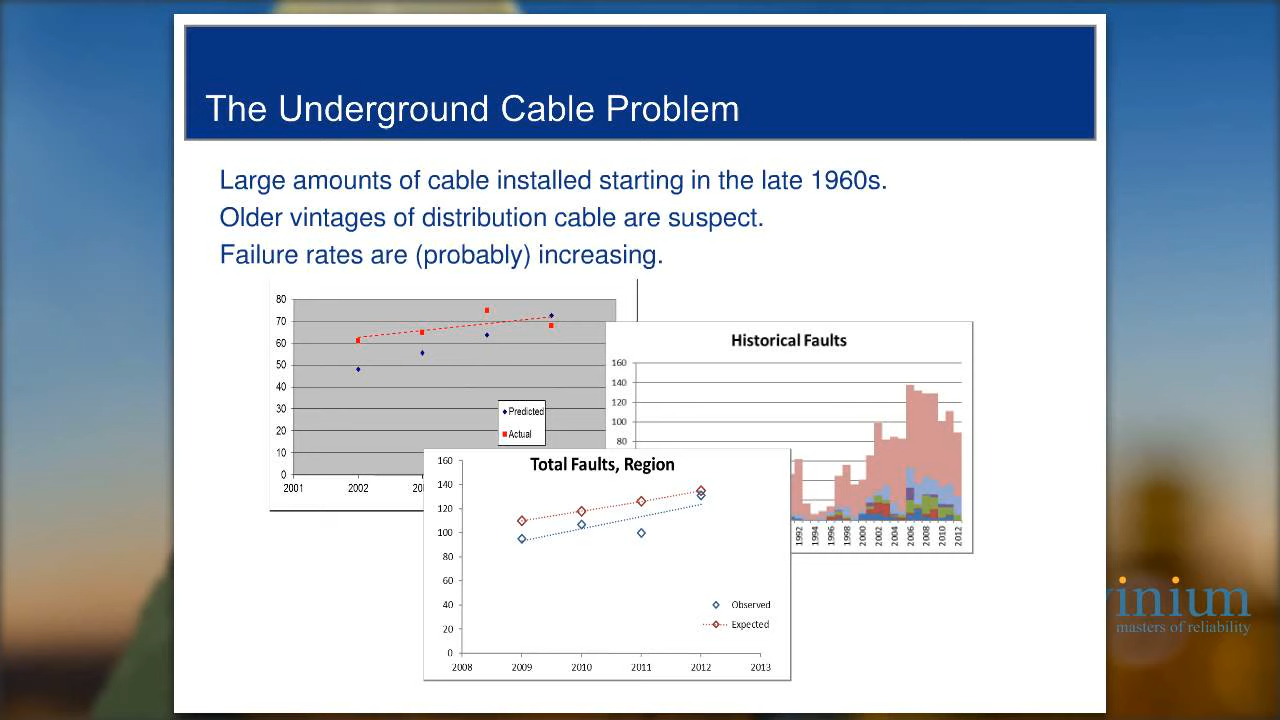 The Underground Cable Problem
Large amounts of cable installed starting in the late 1960s.
Older vintages of distribution cable are suspect.
Failure rates are (probably) increasing.
80
70
60
50
40
30
20
10
0
2001 2002
Predicted
Actual
Historical Faults
160
140
120
100
80
1992 1994 1996 1998 2000 2002 2004 2006 2008 2010 2012
Total Faults, Region
160
140
120
100
80
60
40
20
0
2008 2009 2010 2011 2012 2013
Observed
Expected
vinium
masters of reliability